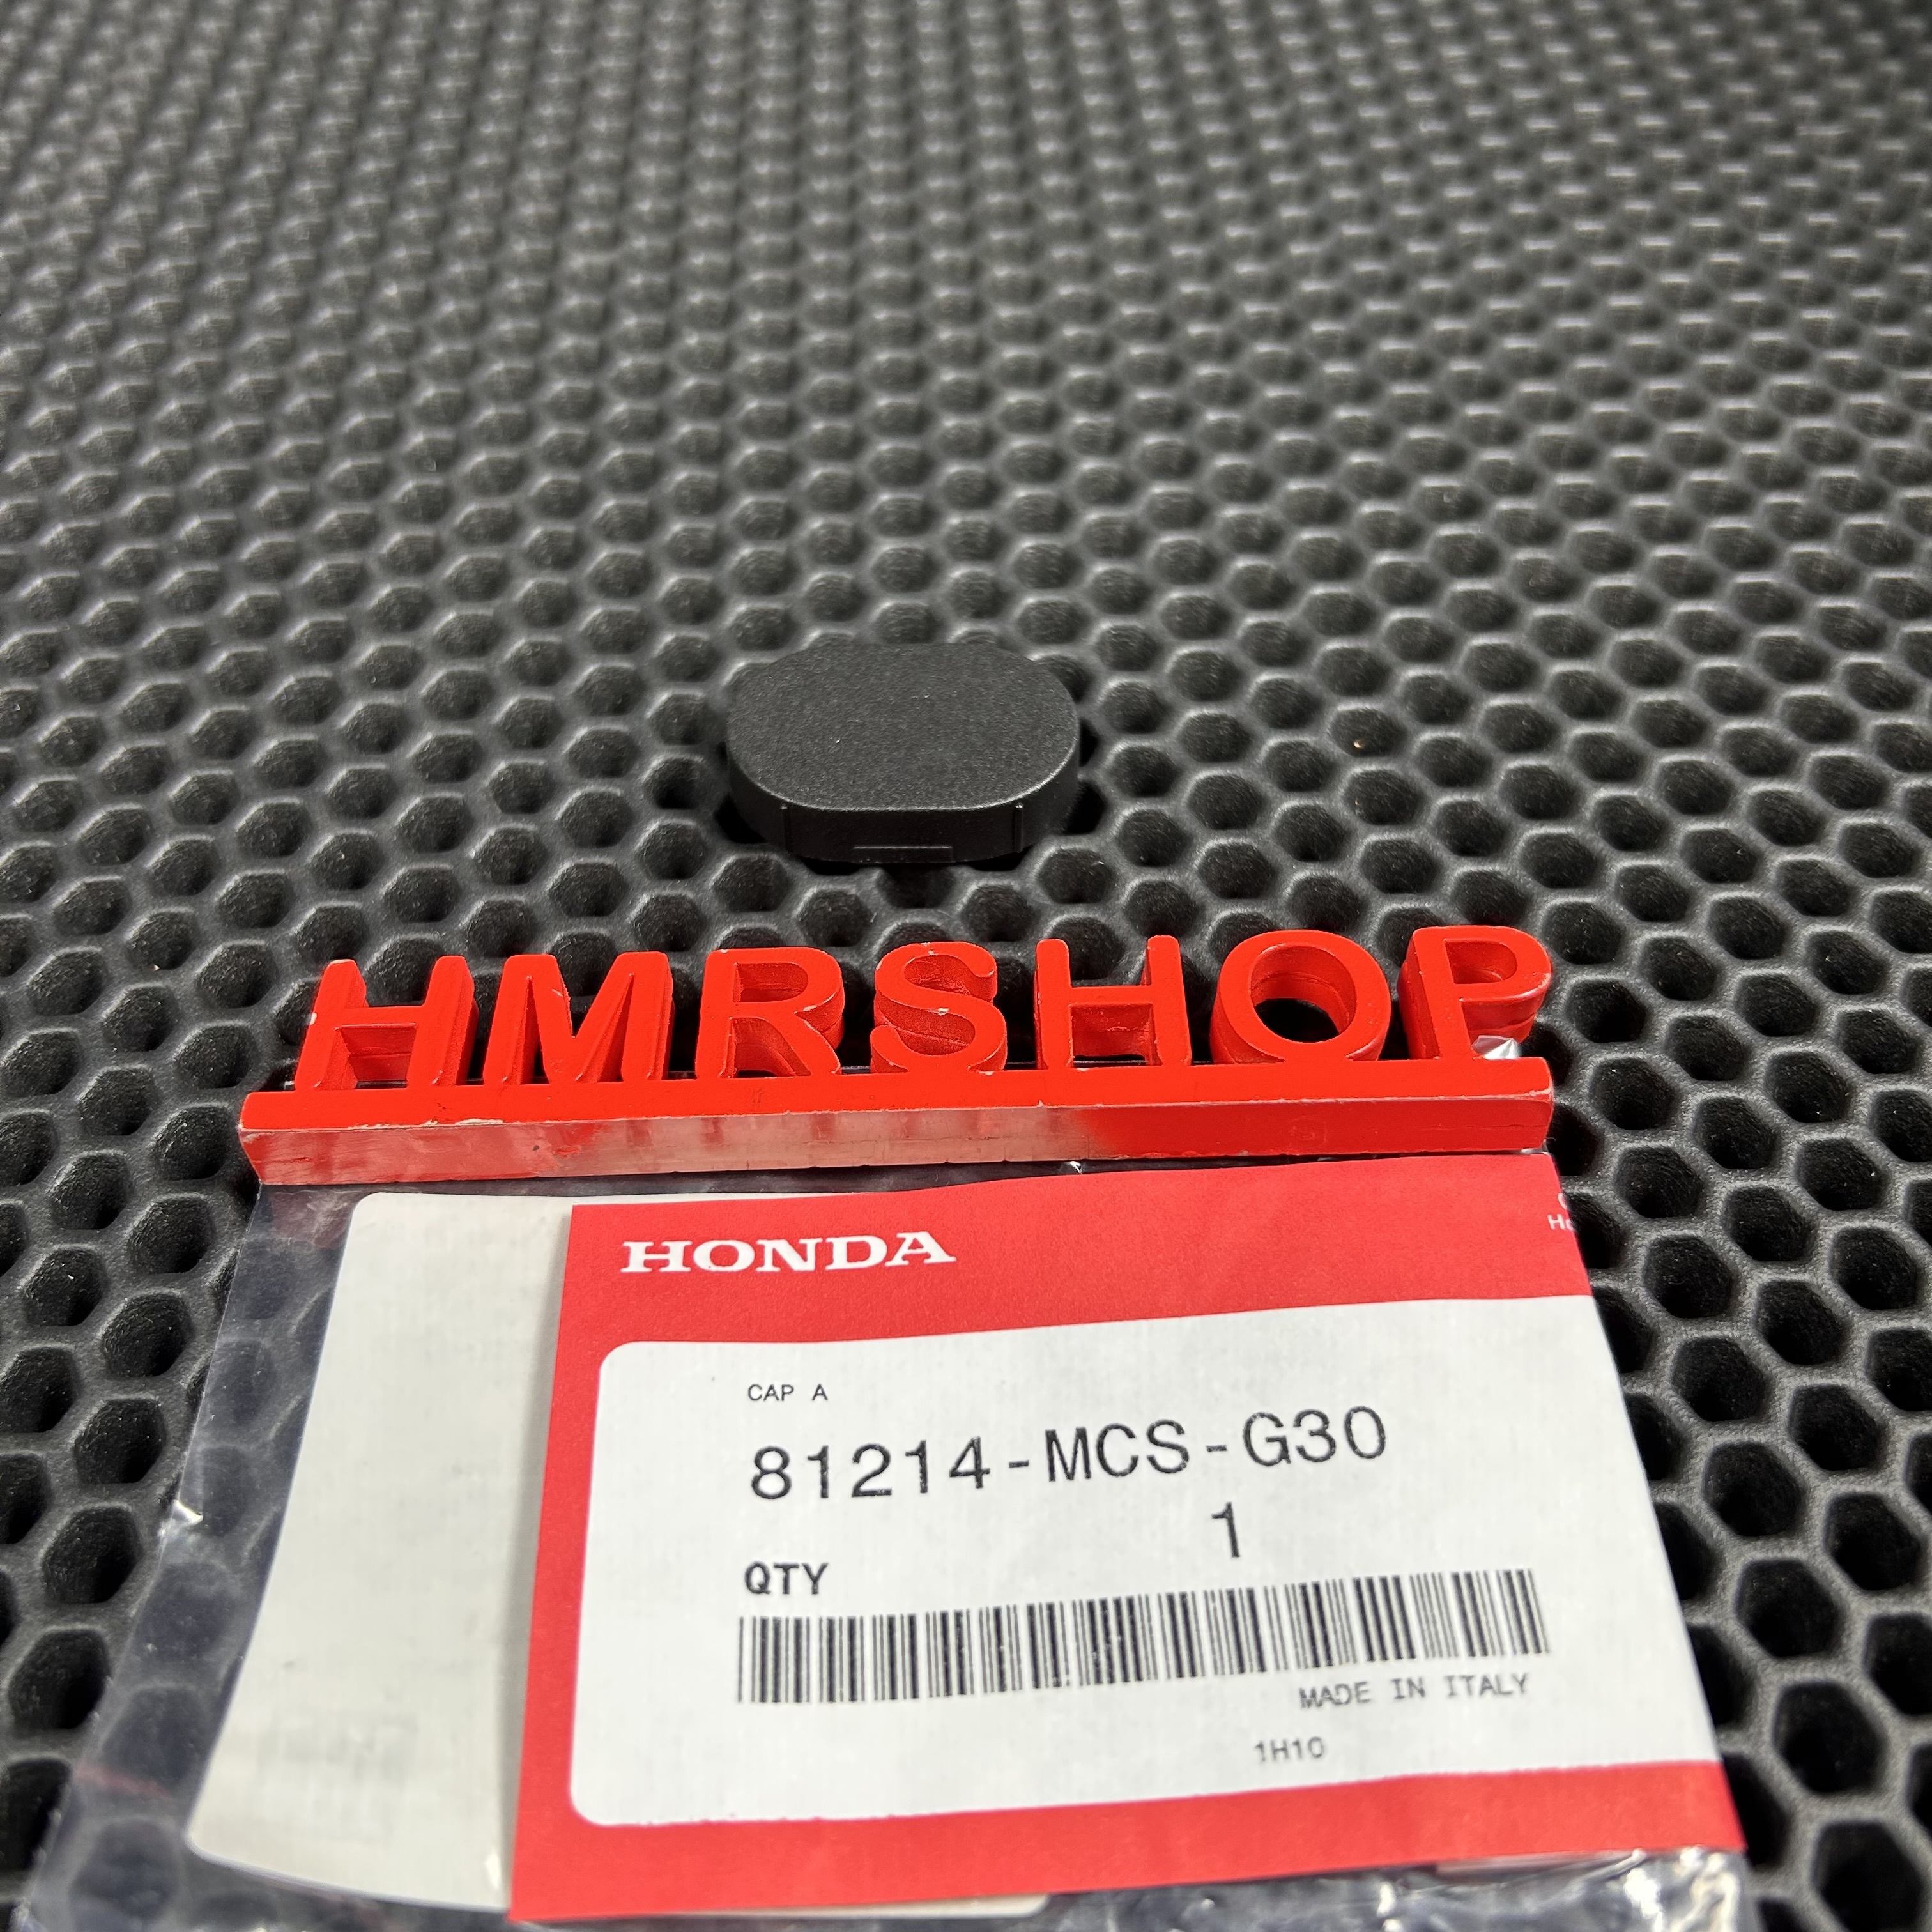 HMRSHOP
HONDA
CAP A
81214-MCS-G30
1
QTY
MADE IN ITALY
1H10